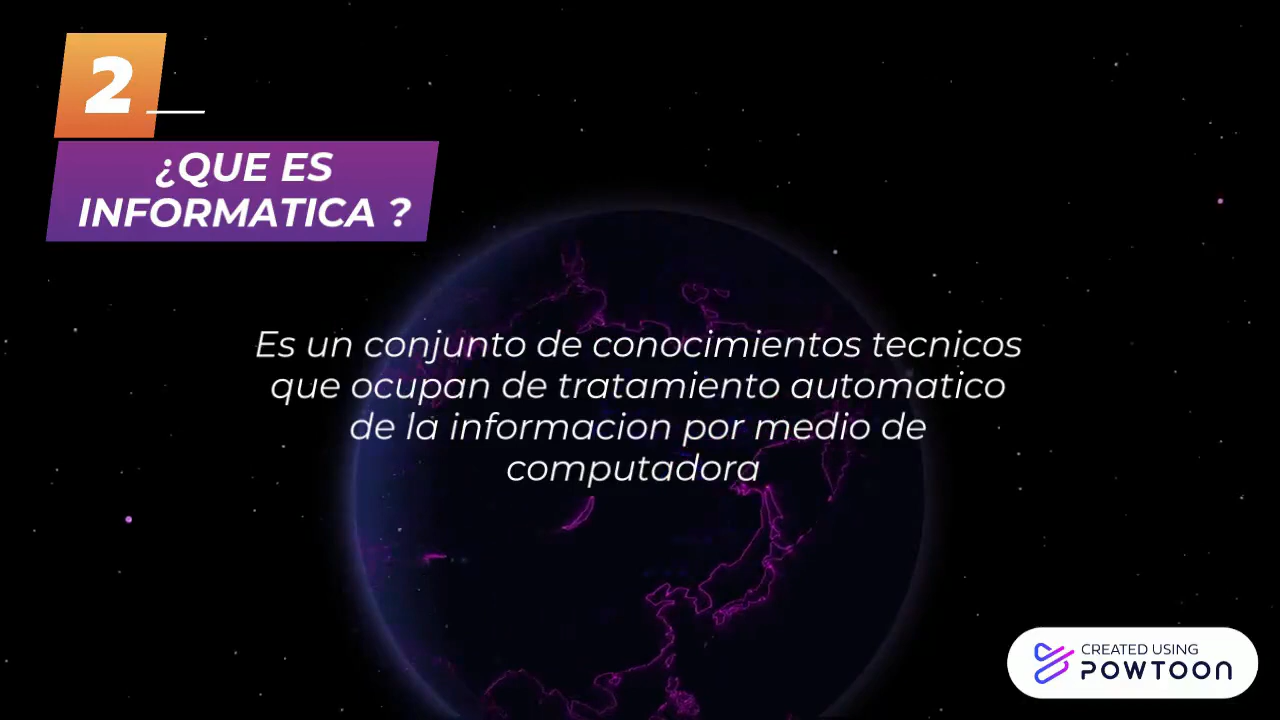 2
¿QUE ES
INFORMATICA ?
Es un conjunto de conocimientos tecnicos
que ocupan de tratamiento automatico
de la informacion por medio de
computadora
CREATED USING
POWTOON